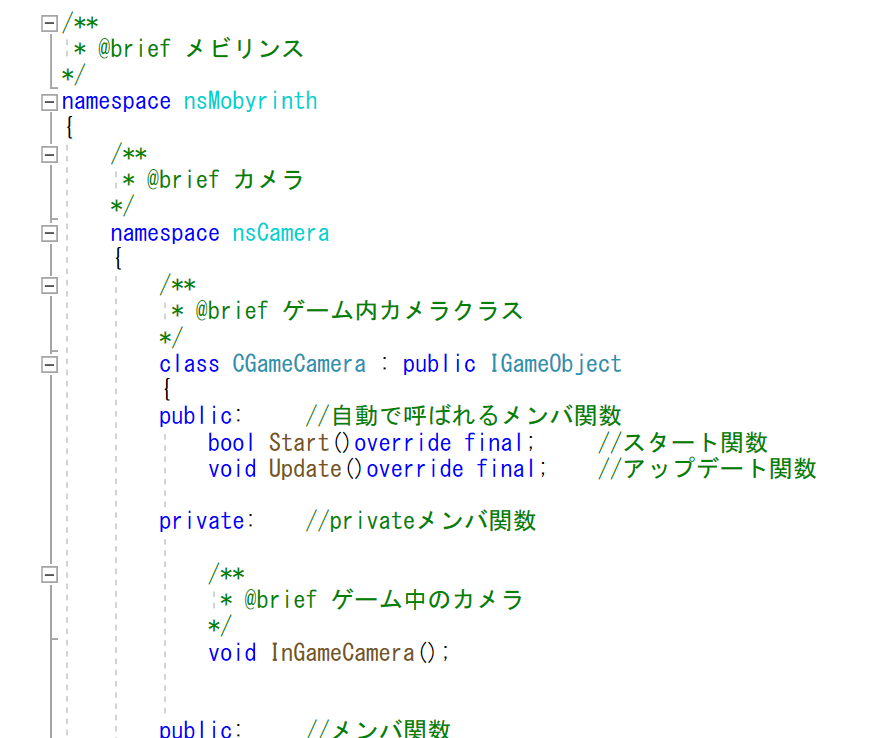 /**
* @brief メビリンス
*/
namespace nsMobyrinth
{
/**
* @brief カメラ
*/
namespace nsCamera
{
/**
* @brief ゲーム内カメラクラス
*/
class CGameCamera : public IGameObject
{
public:     //自動で呼ばれるメンバ関数
bool Start()override final;     //スタート関数
void Update()override final;    //アップデート関数
private:    //privateメンバ関数
/**
* @brief ゲーム中のカメラ
*/
void InGameCamera();
public:     //メンバ関数